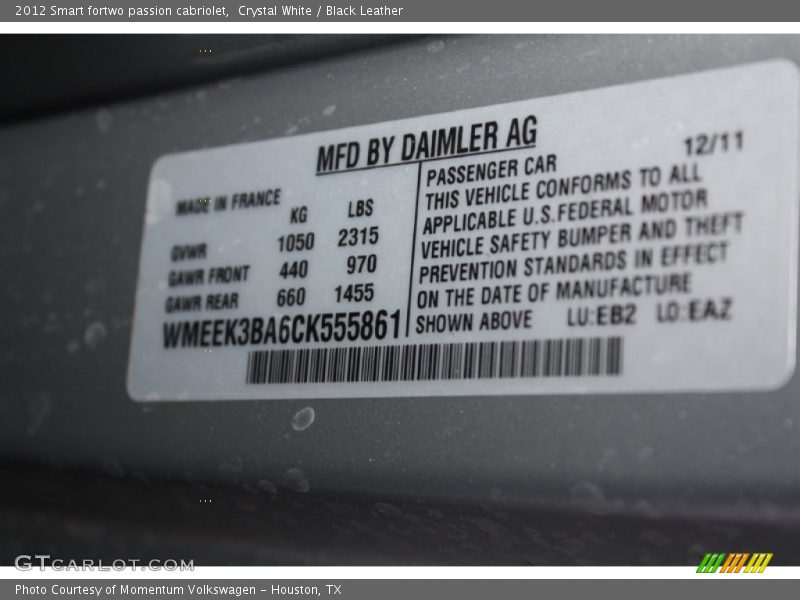 2012 Smart fortwo passion cabriolet,  Crystal White / Black Leather
MFD BY DAIMLER AG
12/11
MADE IN FRANCE
KG LBS
GVWR 1050 2315
GAWR FRONT 440 970
GAWR REAR 660 1455
WMEEK3BA6CK555861
PASSENGER CAR
THIS VEHICLE CONFORMS TO ALL
APPLICABLE U.S.FEDERAL MOTOR
VEHICLE SAFETY BUMPER AND THEFT
PREVENTION STANDARDS IN EFFECT
ON THE DATE OF MANUFACTURE
SHOWN ABOVE LU:EB2 LO:EAZ
GTCARLOT.COM
Photo Courtesy of Momentum Volkswagen - Houston, TX